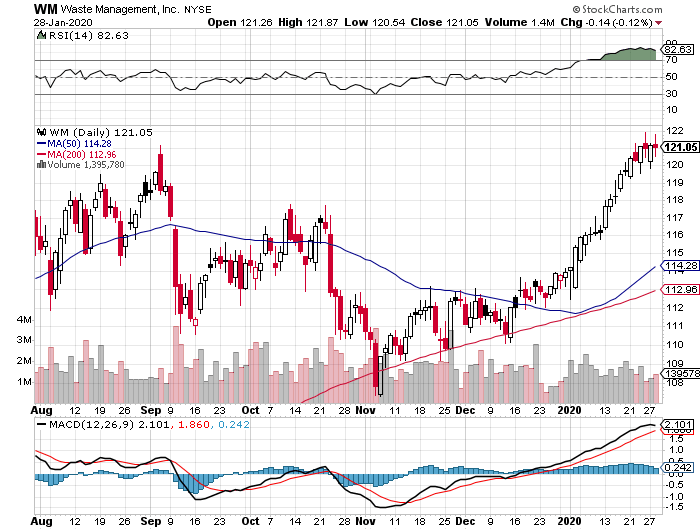 WM Waste Management, Inc. NYSE
© StockCharts.com
28-Jan-2020
Open 121.26 High 121.87 Low 120.54 Close 121.05 Volume 1.4M Chg -0.14 (-0.12%)
RSI(14) 82.63
90
82.63
70
50
30
10
WM (Daily) 121.05
MA(50) 114.28
MA(200) 112.96
Volume 1,395,780
122
121.05
120
119
118
117
116
115
114.28
112.96
112
111
110
109
108
1395780
4M
3M
2M
1M
Aug 12 19 26 Sep 9 16 23 Oct 7 14 21 28 Nov 11 18 25 Dec 9 16 23 2020 13 21 27
MACD(12,26,9) 2.101, 1.860, 0.242
2.101
1.860
1.5
1.0
0.5
0.242
-0.5
-1.0
-1.5
Aug 12 19 26 Sep 9 16 23 Oct 7 14 21 28 Nov 11 18 25 Dec 9 16 23 2020 13 21 27